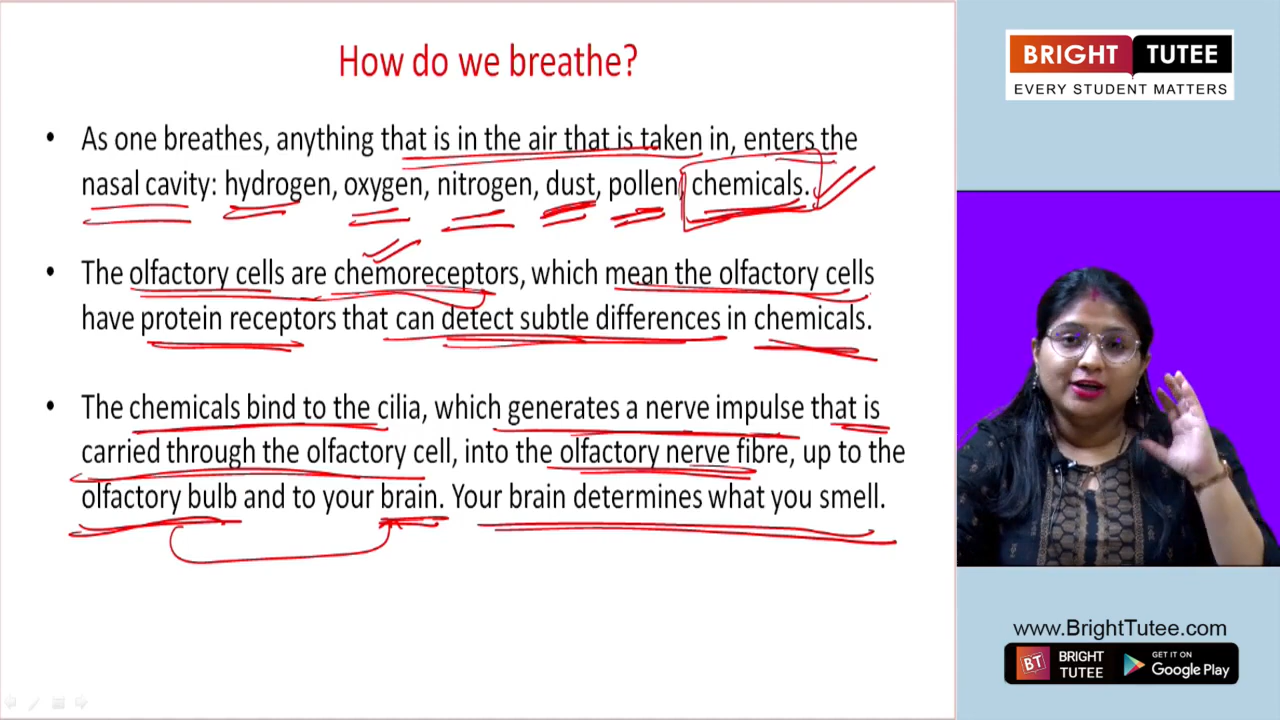 How do we breathe?
• As one breathes, anything that is in the air that is taken in, enters the
nasal cavity: hydrogen, oxygen, nitrogen, dust, pollen, chemicals.
• The olfactory cells are chemoreceptors, which mean the olfactory cells
have protein receptors that can detect subtle differences in chemicals.
• The chemicals bind to the cilia, which generates a nerve impulse that is
carried through the olfactory cell, into the olfactory nerve fibre, up to the
olfactory bulb and to your brain. Your brain determines what you smell.
BRIGHT TUTEE
EVERY STUDENT MATTERS
www.BrightTutee.com
BT BRIGHT TUTEE
GET IT ON
Google Play